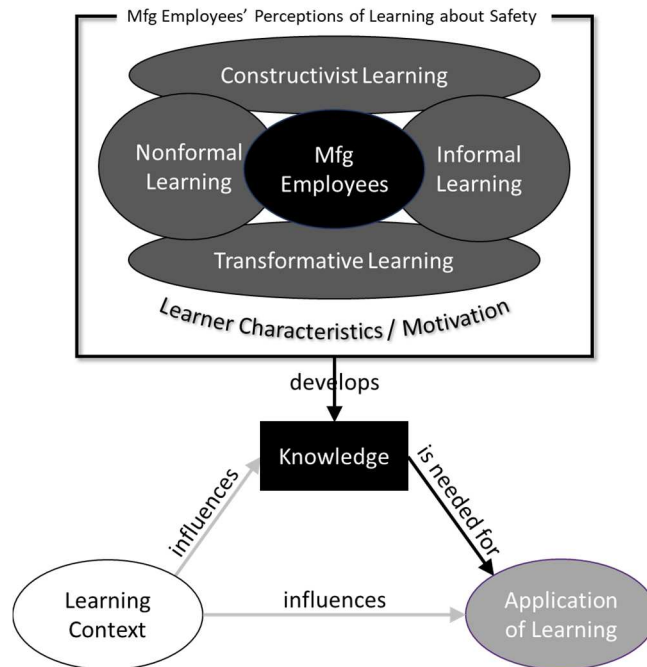 Mfg Employees’ Perceptions of Learning about Safety
Constructivist Learning
Nonformal
Learning
Mfg
Employees
Informal
Learning
Transformative Learning
Learner Characteristics / Motivation
develops
Knowledge
influences
is needed for
Learning
Context
influences
Application
of Learning